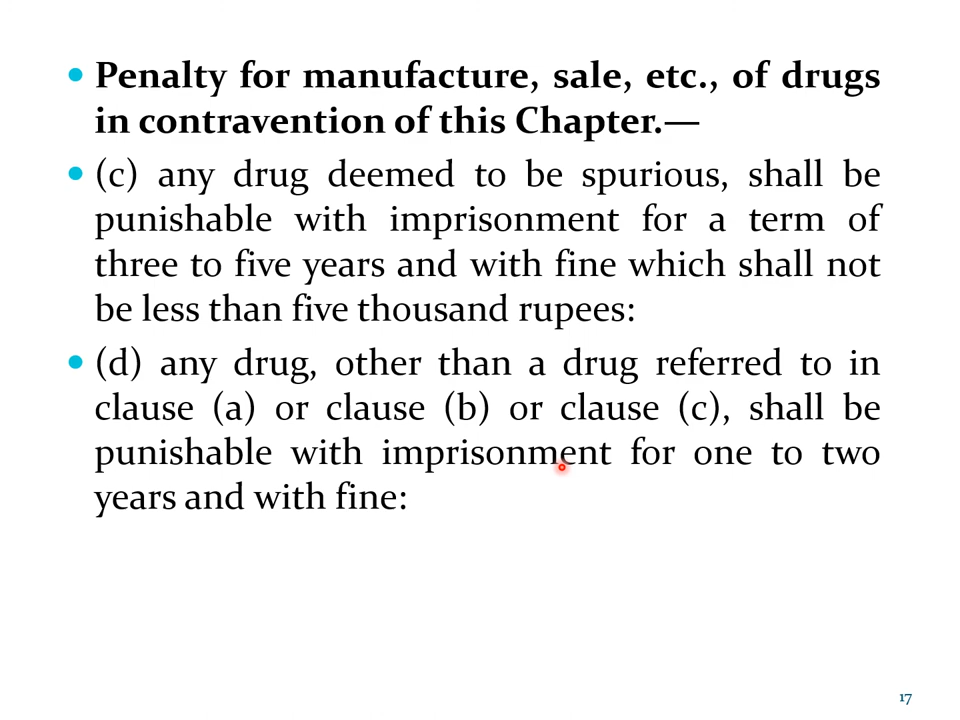 Penalty for manufacture, sale, etc., of drugs
in contravention of this Chapter.—
(c) any drug deemed to be spurious, shall be
punishable with imprisonment for a term of
three to five years and with fine which shall not
be less than five thousand rupees:
(d) any drug, other than a drug referred to in
clause (a) or clause (b) or clause (c), shall be
punishable with imprisonment for one to two
years and with fine:
17